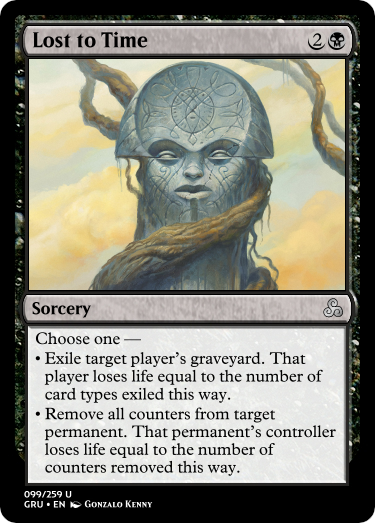 Lost to Time 2
Sorcery
Choose one —
• Exile target player's graveyard. That
player loses life equal to the number of
card types exiled this way.
• Remove all counters from target
permanent. That permanent's controller
loses life equal to the number of
counters removed this way.
099/259 U
GRU • EN Gonzalo Kenny